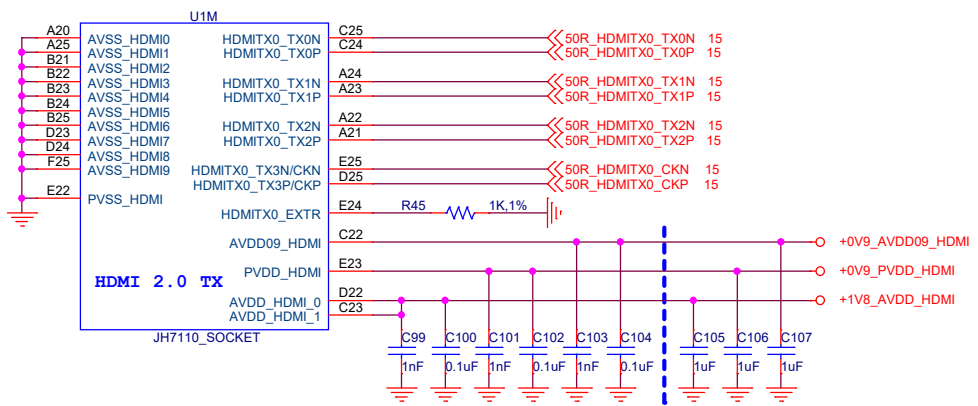 U1M
A20 AVSS_HDMI0 HDMITX0_TX0N C25 50R_HDMITX0_TX0N 15
A25 AVSS_HDMI1 HDMITX0_TX0P C24 50R_HDMITX0_TX0P 15
B21 AVSS_HDMI2
B22 AVSS_HDMI3 HDMITX0_TX1N A24 50R_HDMITX0_TX1N 15
B23 AVSS_HDMI4 HDMITX0_TX1P A23 50R_HDMITX0_TX1P 15
B24 AVSS_HDMI5
B25 AVSS_HDMI6 HDMITX0_TX2N A22 50R_HDMITX0_TX2N 15
D23 AVSS_HDMI7 HDMITX0_TX2P A21 50R_HDMITX0_TX2P 15
D24 AVSS_HDMI8
F25 AVSS_HDMI9 HDMITX0_TX3N/CKN E25 50R_HDMITX0_CKN 15
HDMITX0_TX3P/CKP D25 50R_HDMITX0_CKP 15
E22 PVSS_HDMI
HDMITX0_EXTR E24 R45 1K,1%
AVDD09_HDMI C22 +0V9_AVDD09_HDMI
PVDD_HDMI E23 +0V9_PVDD_HDMI
HDMI 2.0 TX
AVDD_HDMI_0 D22 +1V8_AVDD_HDMI
AVDD_HDMI_1 C23
JH7110_SOCKET
C99 C100 C101 C102 C103 C104 C105 C106 C107
1nF 0.1uF 1nF 0.1uF 1nF 0.1uF 1uF 1uF 1uF